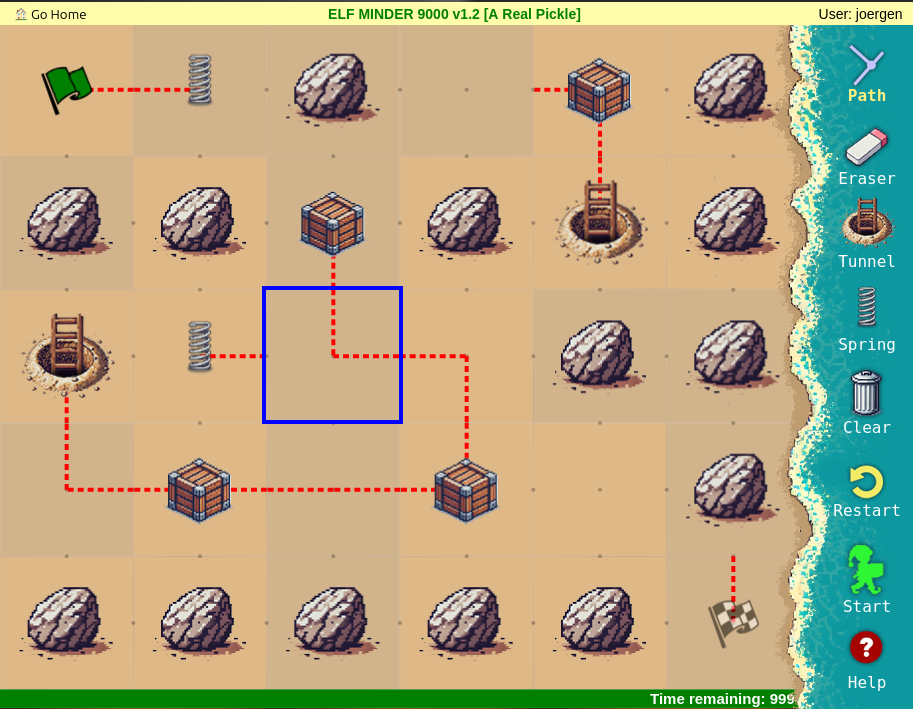 Go Home
ELF MINDER 9000 v1.2 [A Real Pickle]
User: joergen
Path
Eraser
Tunnel
Spring
Clear
Restart
Start
Help
Time remaining: 999